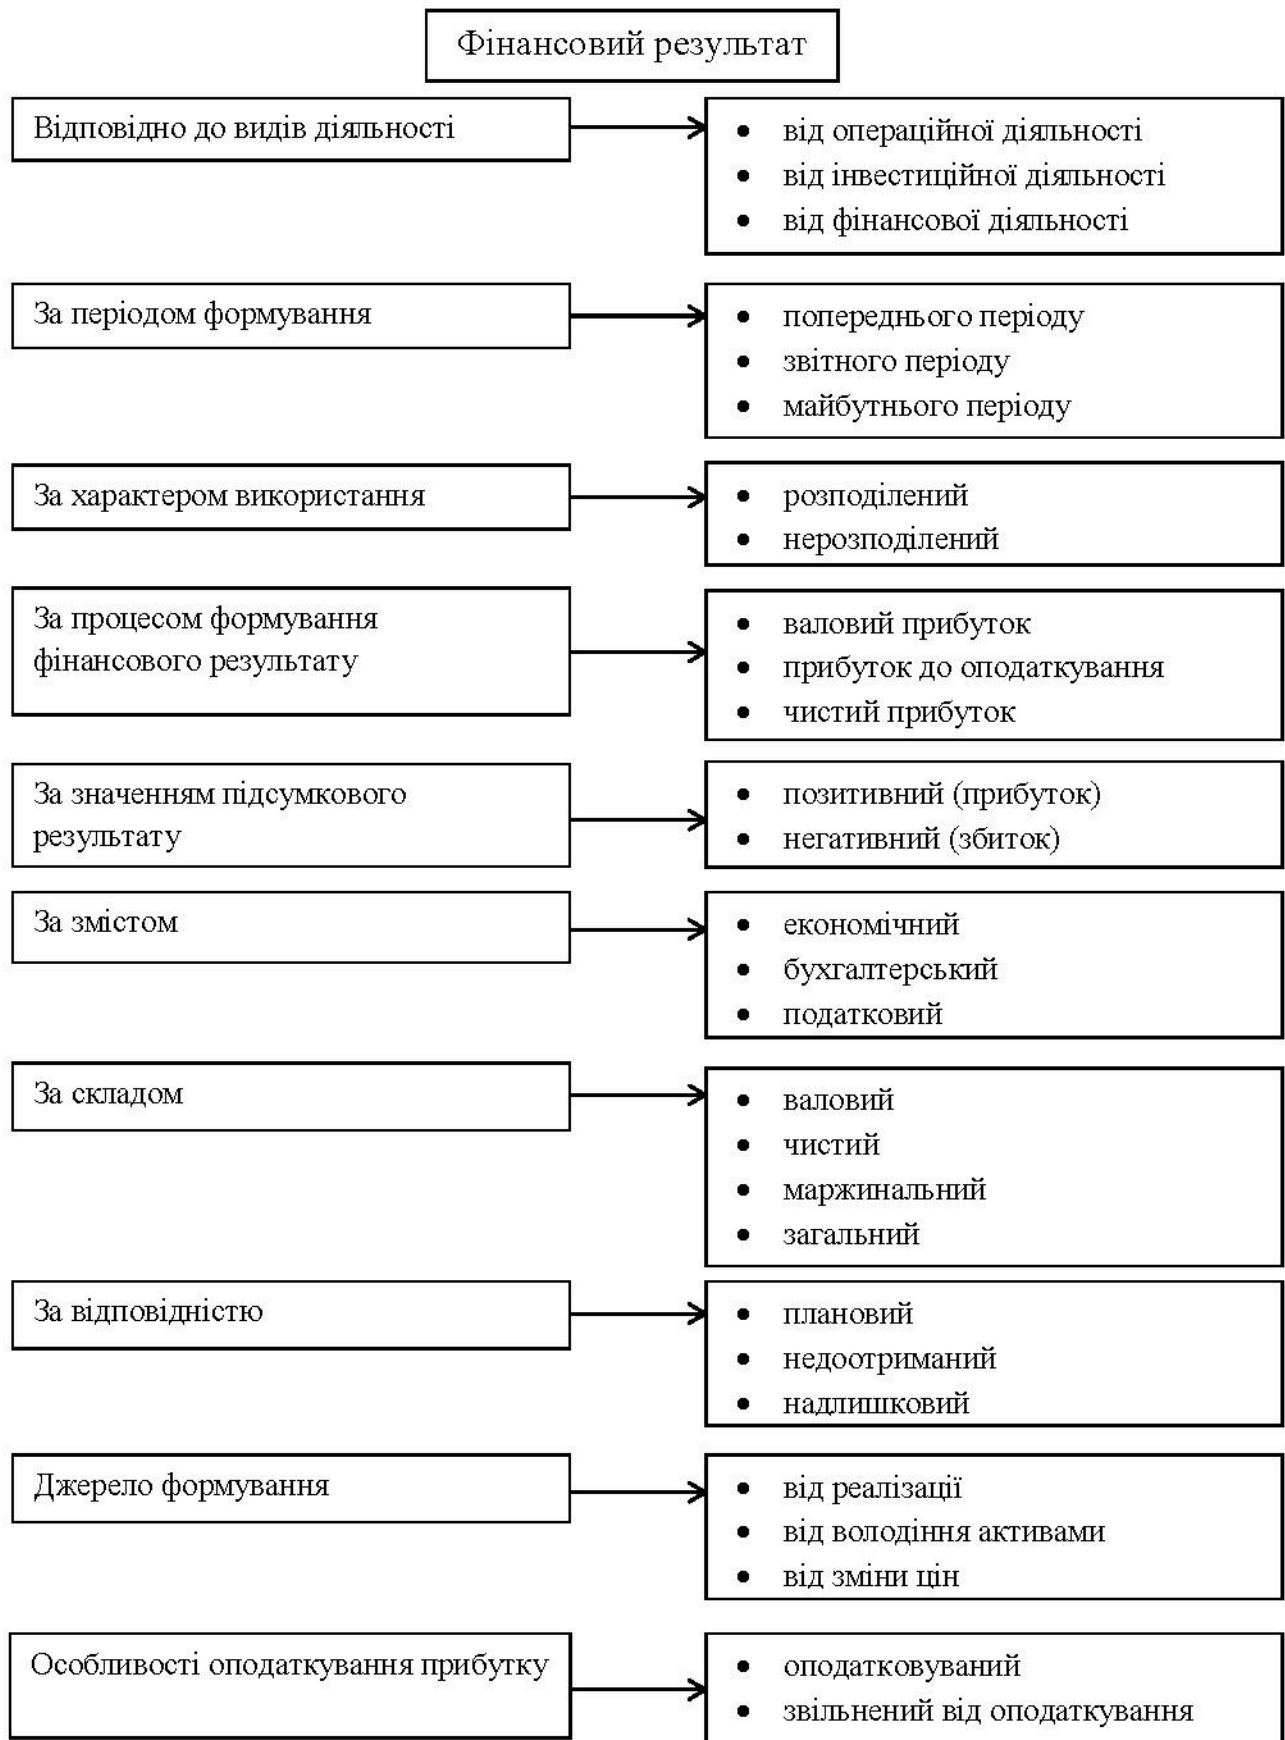 Фінансовий результат
Відповідно до видів діяльності
• від операційної діяльності
• від інвестиційної діяльності
• від фінансової діяльності
За періодом формування
• попереднього періоду
• звітного періоду
• майбутнього періоду
За характером використання
• розподілений
• нерозподілений
За процесом формування
фінансового результату
• валовий прибуток
• прибуток до оподаткування
• чистий прибуток
За значенням підсумкового
результату
• позитивний (прибуток)
• негативний (збиток)
За змістом
• економічний
• бухгалтерський
• податковий
За складом
• валовий
• чистий
• маржинальний
• загальний
За відповідністю
• плановий
• недоотриманий
• надлишковий
Джерело формування
• від реалізації
• від володіння активами
• від зміни цін
Особливості оподаткування прибутку
• оподатковуваний
• звільнений від оподаткування